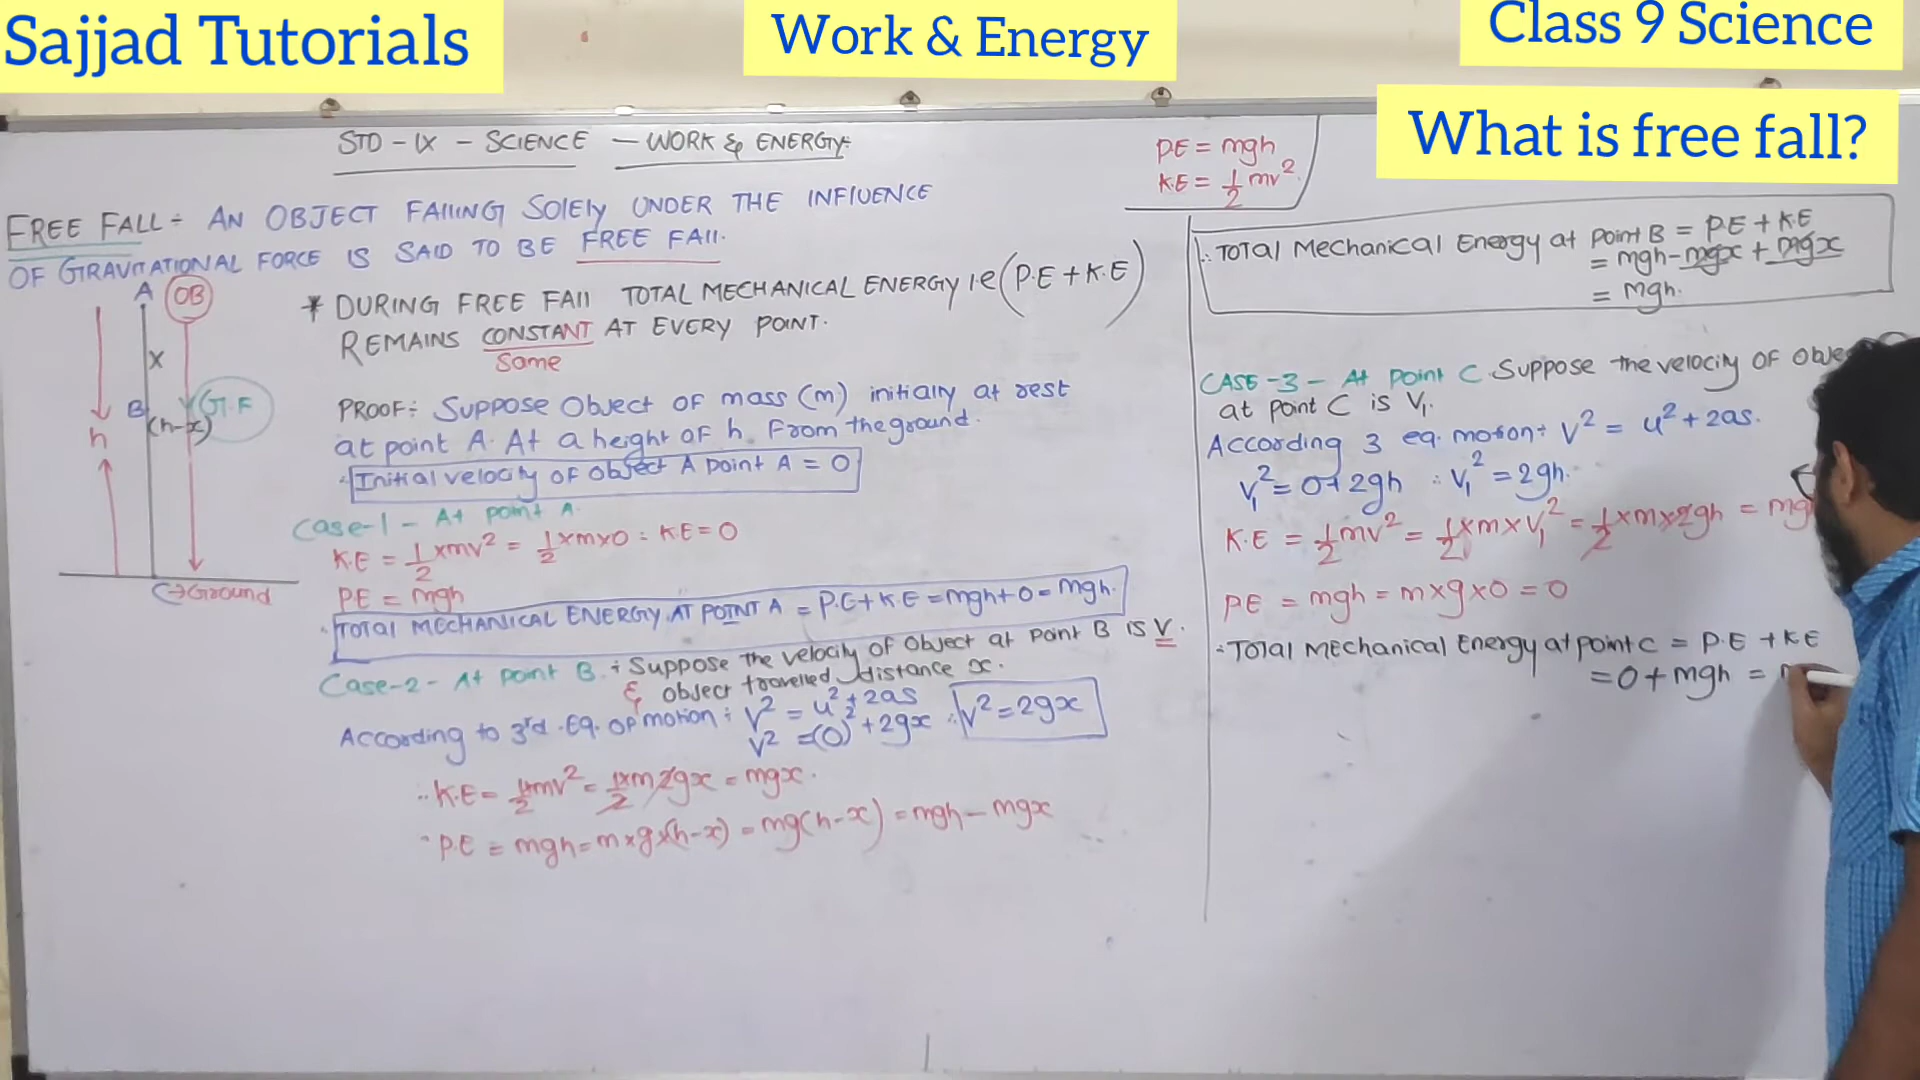 Sajjad Tutorials
Work & Energy
Class 9 Science
What is free fall?
STD - IX - SCIENCE - WORK & ENERGY:
FREE FALL ÷ AN OBJECT FALLING SOLELY UNDER THE INFLUENCE
OF GRAVITATIONAL FORCE IS SAID TO BE FREE FALL.
A OB
X
B G.F
(h-x)
h
C→Ground
* DURING FREE FALL TOTAL MECHANICAL ENERGY i.e (P.E + K.E)
REMAINS CONSTANT AT EVERY POINT.
Same
PROOF ÷ SUPPOSE Object OF mass (m) initially at rest
at point A. At a height OF h From the ground.
∴ Initial velocity of object A point A = 0
Case-1 - At point A.
K.E = 1/2 × mv² = 1/2 × m × 0 ∴ K.E = 0
P.E = mgh
∴ TOTAL MECHANICAL ENERGY AT POINT A = P.E + K.E = mgh + 0 = mgh.
Case-2 - At point B. ÷ Suppose the velocity of Object at point B is V.
& object travelled distance x.
According to 3rd. Eq. OF motion ÷ V² = u² + 2as
V² = (0)² + 2gx ∴ V² = 2gx
∴ K.E = 1/2 mv² = 1/2 × m 2gx = mgx.
∴ P.E = mgh = m × g × (h-x) = mg(h-x) = mgh - mgx
PE = mgh
K.E = 1/2 mv²
∴ TOTAL Mechanical Energy at point B = P.E + K.E
= mgh - mgx + mgx
= mgh.
CASE-3 - At point C Suppose the velocity OF
at point C is V₁.
According 3 eq. motion ÷ V² = u² + 2as.
V₁² = 0 + 2gh ∴ V₁² = 2gh.
K.E = 1/2 mv² = 1/2 × m × V₁² = 1/2 × m × 2gh =
P.E = mgh = m × g × 0 = 0
∴ Total Mechanical Energy at point C = P.E + K.E
= 0 + mgh =